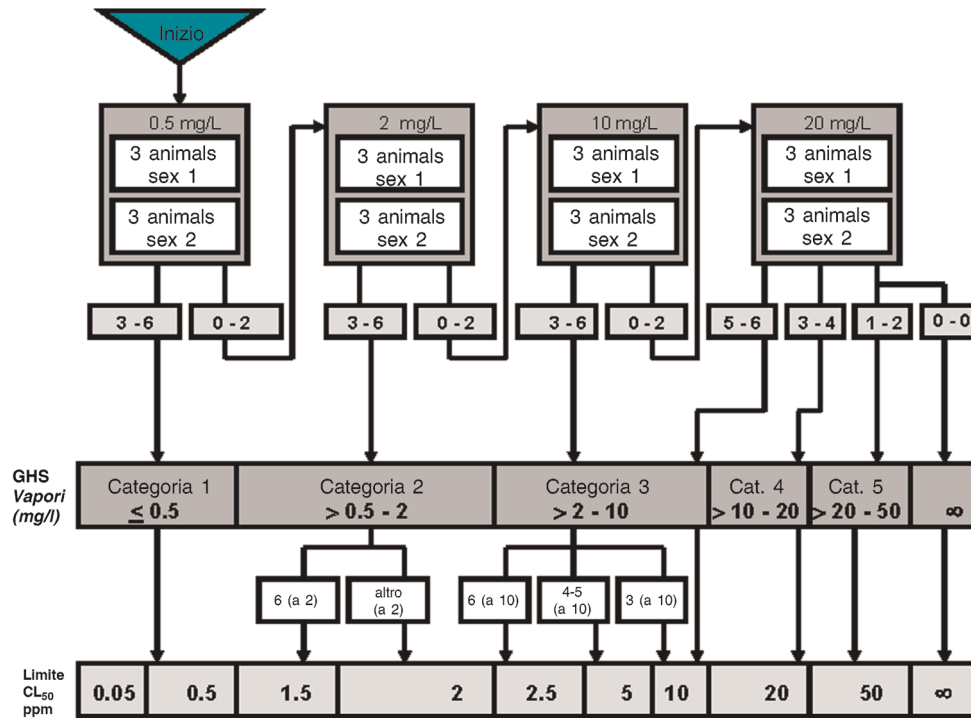 Inizio
0.5 mg/L
3 animals
sex 1
3 animals
sex 2
2 mg/L
3 animals
sex 1
3 animals
sex 2
10 mg/L
3 animals
sex 1
3 animals
sex 2
20 mg/L
3 animals
sex 1
3 animals
sex 2
3 - 6
0 - 2
3 - 6
0 - 2
3 - 6
0 - 2
5 - 6
3 - 4
1 - 2
0 - 0
GHS
Vapori
(mg/l)
Categoria 1
≤ 0.5
Categoria 2
> 0.5 - 2
Categoria 3
> 2 - 10
Cat. 4
> 10 - 20
Cat. 5
> 20 - 50
∞
6 (a 2)
altro
(a 2)
6 (a 10)
4-5
(a 10)
3 (a 10)
Limite
CL50
ppm
0.05
0.5
1.5
2
2.5
5
10
20
50
∞